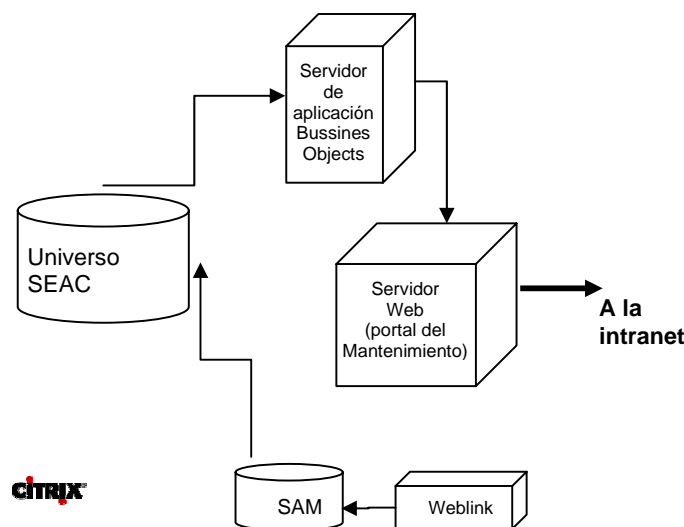 Servidor
de
aplicación
Bussines
Objects
Universo
SEAC
Servidor
Web
(portal del
Mantenimiento)
A la
intranet
CITRIX
SAM
Weblink